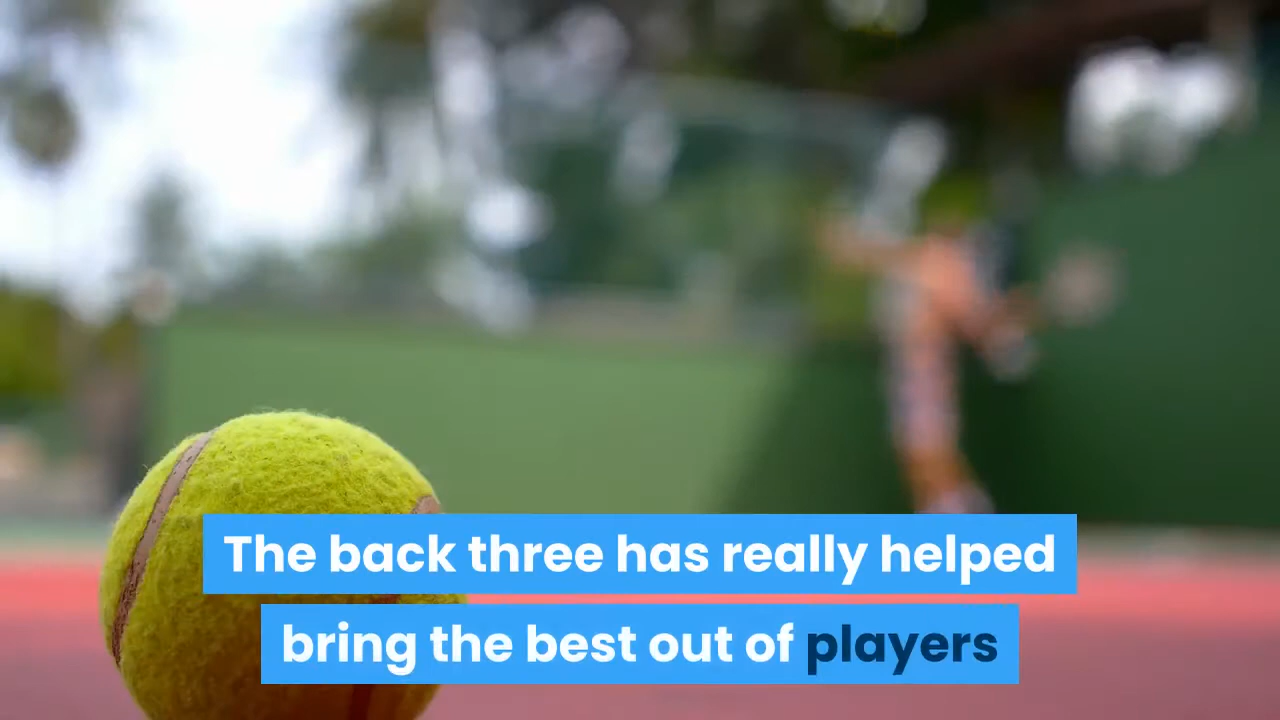 The back three has really helped
bring the best out of players